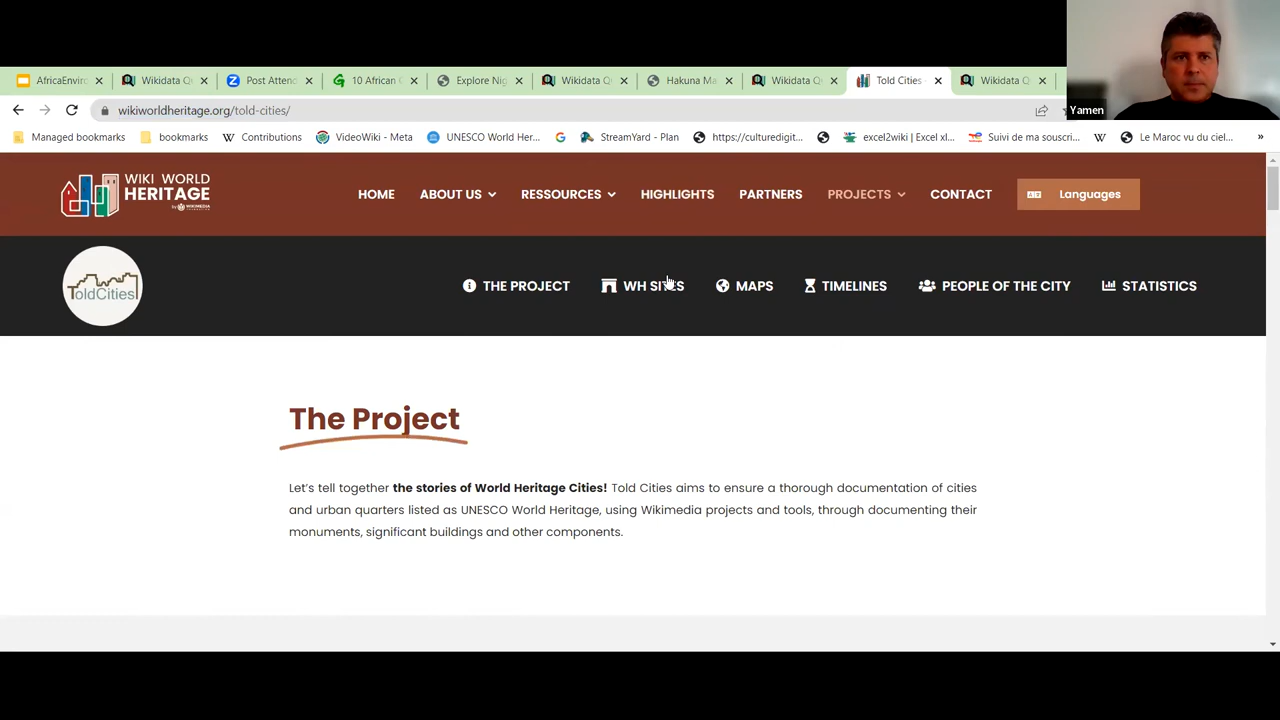 AfricaEnviro
Wikidata Q
Post Attend
10 African
Explore Nig
Wikidata Q
Hakuna Ma
Wikidata Q
Told Cities
Wikidata Q
Yamen
wikiworldheritage.org/told-cities/
Managed bookmarks
bookmarks
Contributions
VideoWiki - Meta
UNESCO World Her...
StreamYard - Plan
https://culturedigit...
excel2wiki | Excel xl...
Suivi de ma souscri...
Le Maroc vu du ciel...
»
WIKI WORLD
HERITAGE
HOME
ABOUT US
RESSOURCES
HIGHLIGHTS
PARTNERS
PROJECTS
CONTACT
Languages
ToldCities
THE PROJECT
WH SITES
MAPS
TIMELINES
PEOPLE OF THE CITY
STATISTICS
The Project
Let's tell together the stories of World Heritage Cities! Told Cities aims to ensure a thorough documentation of cities
and urban quarters listed as UNESCO World Heritage, using Wikimedia projects and tools, through documenting their
monuments, significant buildings and other components.